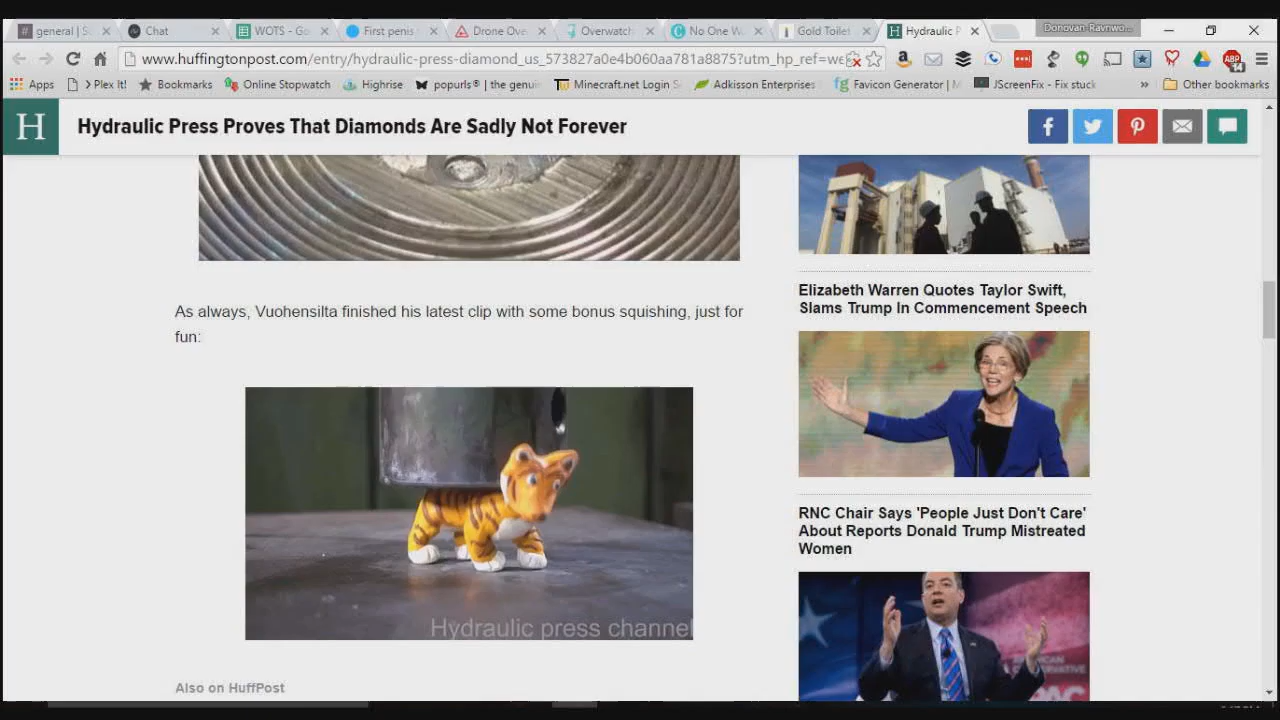 general | S
Chat
WOTS - Go
First penis
Drone Ove
Overwatch
No One W
Gold Toilet
Hydraulic P
www.huffingtonpost.com/entry/hydraulic-press-diamond_us_573827a0e4b060aa781a8875?utm_hp_ref=we
ABP
14
Apps
> Plex It!
Bookmarks
Online Stopwatch
Highrise
popurls® | the genui
Minecraft.net Login S
Adkisson Enterprises
Favicon Generator | M
JScreenFix - Fix stuck
»
Other bookmarks
H
Hydraulic Press Proves That Diamonds Are Sadly Not Forever
As always, Vuohensilta finished his latest clip with some bonus squishing, just for
fun:
Hydraulic press channel
Also on HuffPost
Elizabeth Warren Quotes Taylor Swift,
Slams Trump In Commencement Speech
RNC Chair Says 'People Just Don't Care'
About Reports Donald Trump Mistreated
Women